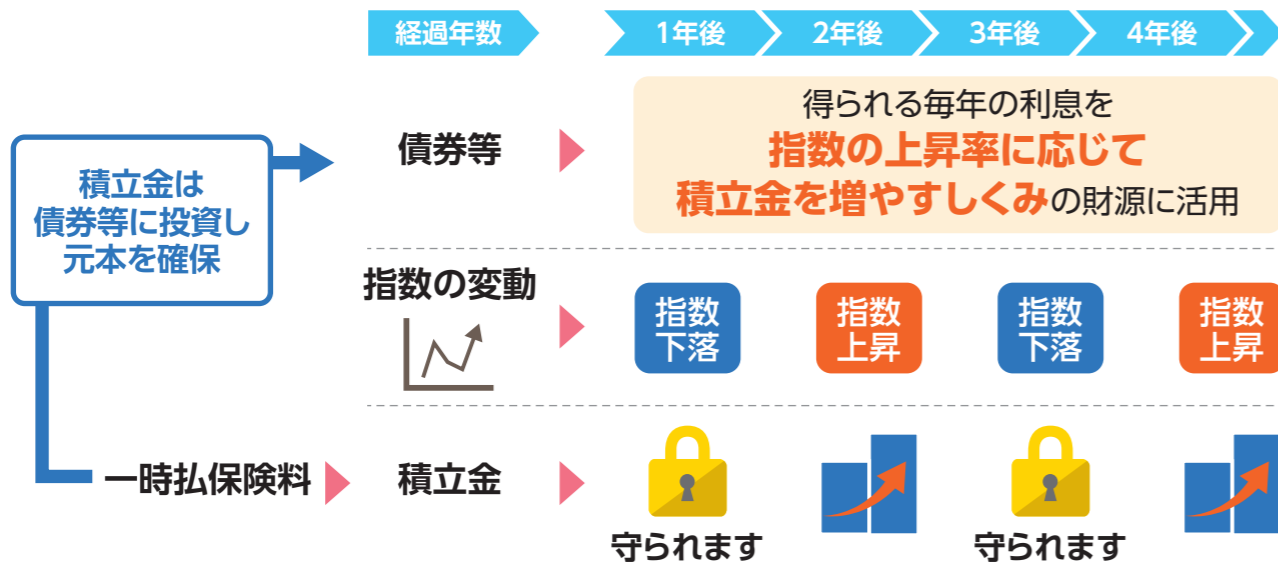 経過年数
1年後
2年後
3年後
4年後
積立金は
債券等に投資し
元本を確保
債券等
得られる毎年の利息を
指数の上昇率に応じて
積立金を増やすしくみの財源に活用
指数の変動
指数
下落
指数
上昇
指数
下落
指数
上昇
一時払保険料
積立金
守られます
守られます